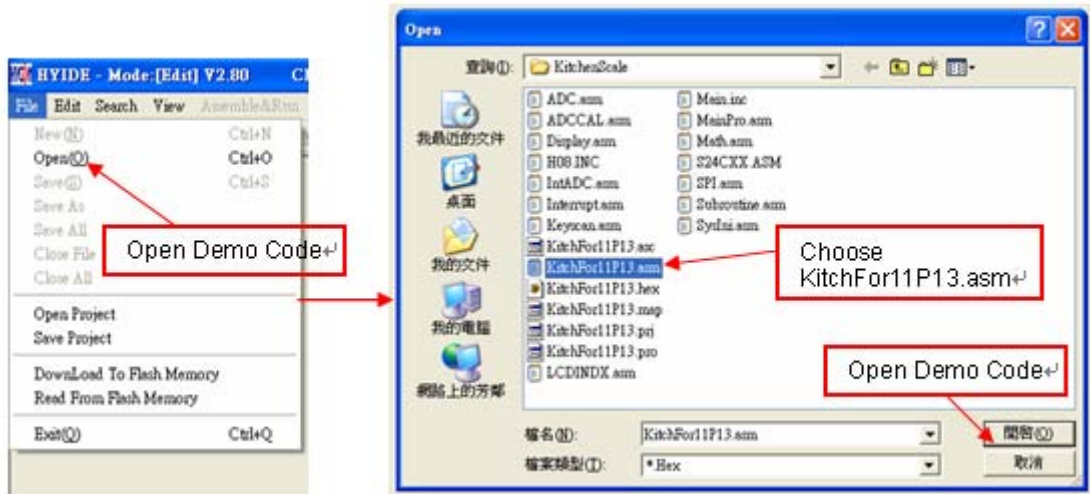 HYIDE - Mode:[Edit] V2.80
File Edit Search View Assemble&Run
New(N) Ctrl+N
Open(O) Ctrl+O
Save(S) Ctrl+S
Save As
Save All
Close File
Close All
Open Project
Save Project
DownLoad To Flash Memory
Read From Flash Memory
Exit(Q) Ctrl+Q
Open Demo Code↵
Open
查詢(I): KitchenScale
我最近的文件
桌面
我的文件
我的電腦
網路上的芳鄰
ADC.asm
ADCCAL.asm
Display.asm
H08.INC
IntADC.asm
Interrupt.asm
Keyscan.asm
KitchFor11P13.asc
KitchFor11P13.asm
KitchFor11P13.hex
KitchFor11P13.map
KitchFor11P13.prj
KitchFor11P13.pro
LCDINDX.asm
Main.inc
MainPro.asm
Math.asm
S24CXX.ASM
SPI.asm
Subroutine.asm
SysIni.asm
Choose
KitchFor11P13.asm↵
Open Demo Code↵
檔名(N): KitchFor11P13.asm 開啓(O)
檔案類型(T): *.Hex 取消